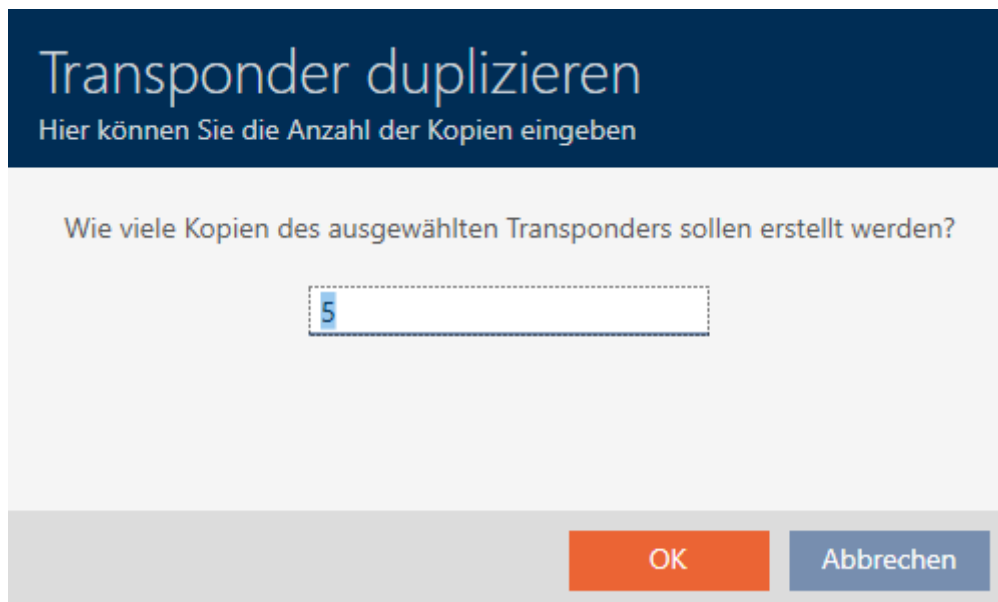 Transponder duplizieren
Hier können Sie die Anzahl der Kopien eingeben
Wie viele Kopien des ausgewählten Transponders sollen erstellt werden?
5
OK Abbrechen